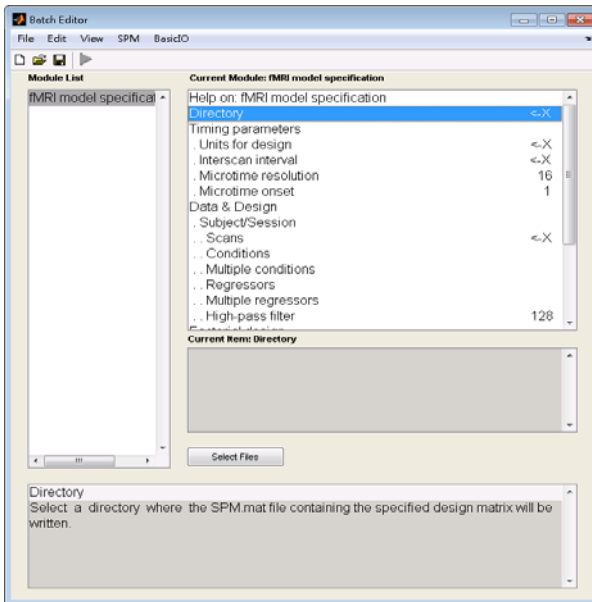 Batch Editor
File Edit View SPM BasicIO
Module List
fMRI model specificat
Current Module: fMRI model specification
Help on: fMRI model specification
Directory <-X
Timing parameters
. Units for design <-X
. Interscan interval <-X
. Microtime resolution 16
. Microtime onset 1
Data & Design
. Subject/Session
. . Scans <-X
. . Conditions
. . Multiple conditions
. . Regressors
. . Multiple regressors
. . High-pass filter 128
Factorial design
Current Item: Directory
Select Files
Directory
Select a directory where the SPM.mat file containing the specified design matrix will be
written.